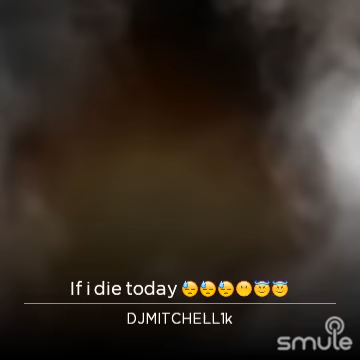 If i die today 😓😓😓😶😇😇
DJMITCHELL1k
smule